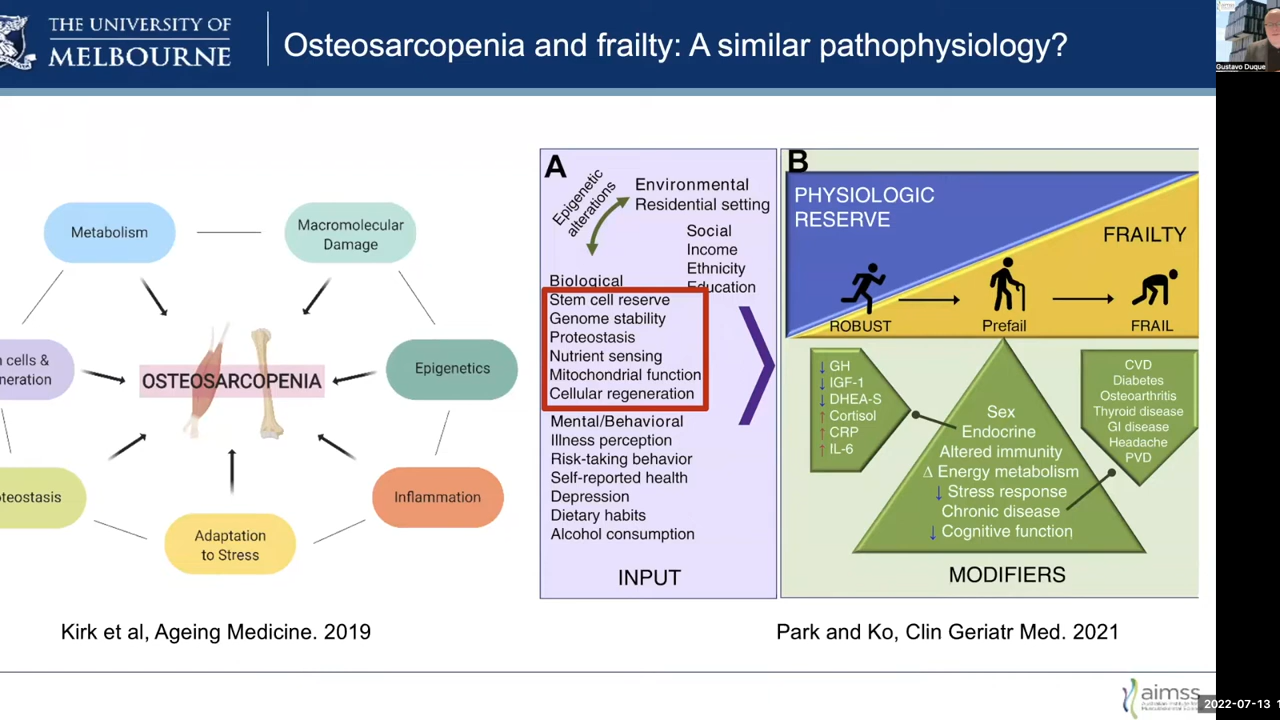 THE UNIVERSITY OF
MELBOURNE
Osteosarcopenia and frailty: A similar pathophysiology?
Gustavo Duque
Metabolism
Macromolecular
Damage
cells &
neration
OSTEOSARCOPENIA
Epigenetics
teostasis
Inflammation
Adaptation
to Stress
Kirk et al, Ageing Medicine. 2019
A
Epigenetic
alterations
Environmental
Residential setting
Social
Income
Ethnicity
Education
Biological
Stem cell reserve
Genome stability
Proteostasis
Nutrient sensing
Mitochondrial function
Cellular regeneration
Mental/Behavioral
Illness perception
Risk-taking behavior
Self-reported health
Depression
Dietary habits
Alcohol consumption
INPUT
B
PHYSIOLOGIC
RESERVE
FRAILTY
ROBUST
Prefail
FRAIL
↓ GH
↓ IGF-1
↓ DHEA-S
↑ Cortisol
↑ CRP
↑ IL-6
Sex
Endocrine
Altered immunity
Δ Energy metabolism
↓ Stress response
Chronic disease
↓ Cognitive function
CVD
Diabetes
Osteoarthritis
Thyroid disease
GI disease
Headache
PVD
MODIFIERS
Park and Ko, Clin Geriatr Med. 2021
aimss
2022-07-13